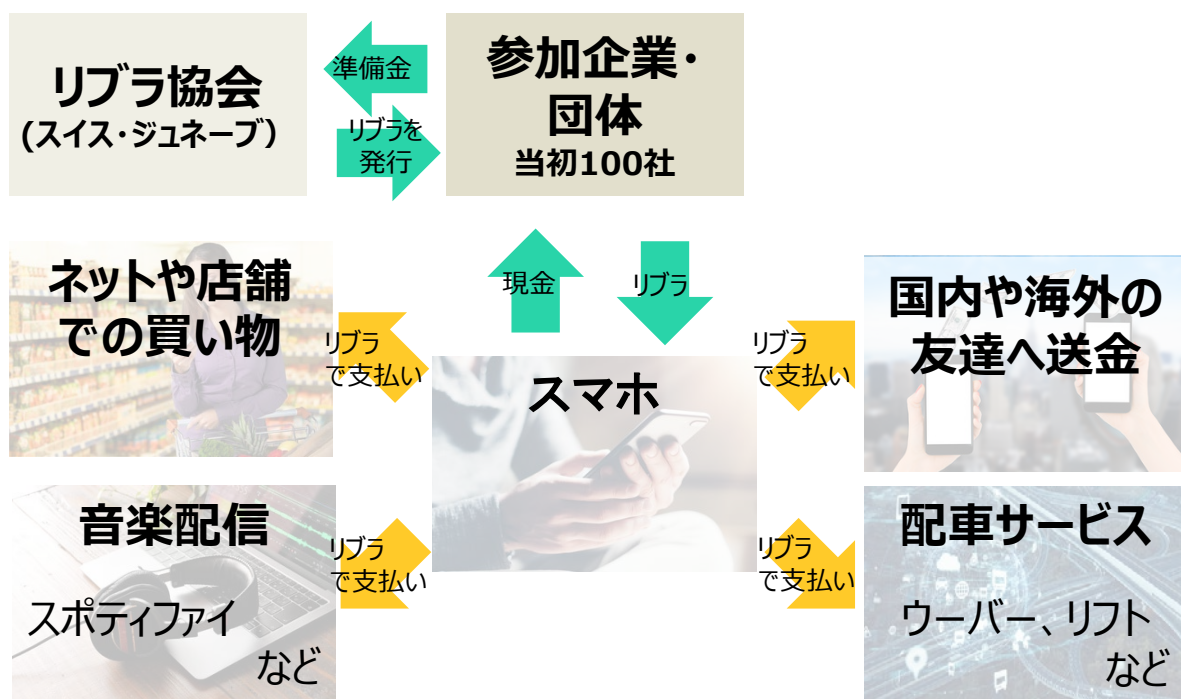 リブラ協会
(スイス・ジュネーブ)
準備金
リブラを
発行
参加企業・
団体
当初100社
現金
リブラ
ネットや店舗
での買い物
リブラ
で支払い
スマホ
リブラ
で支払い
国内や海外の
友達へ送金
音楽配信
スポティファイ
など
リブラ
で支払い
リブラ
で支払い
配車サービス
ウーバー、リフト
など